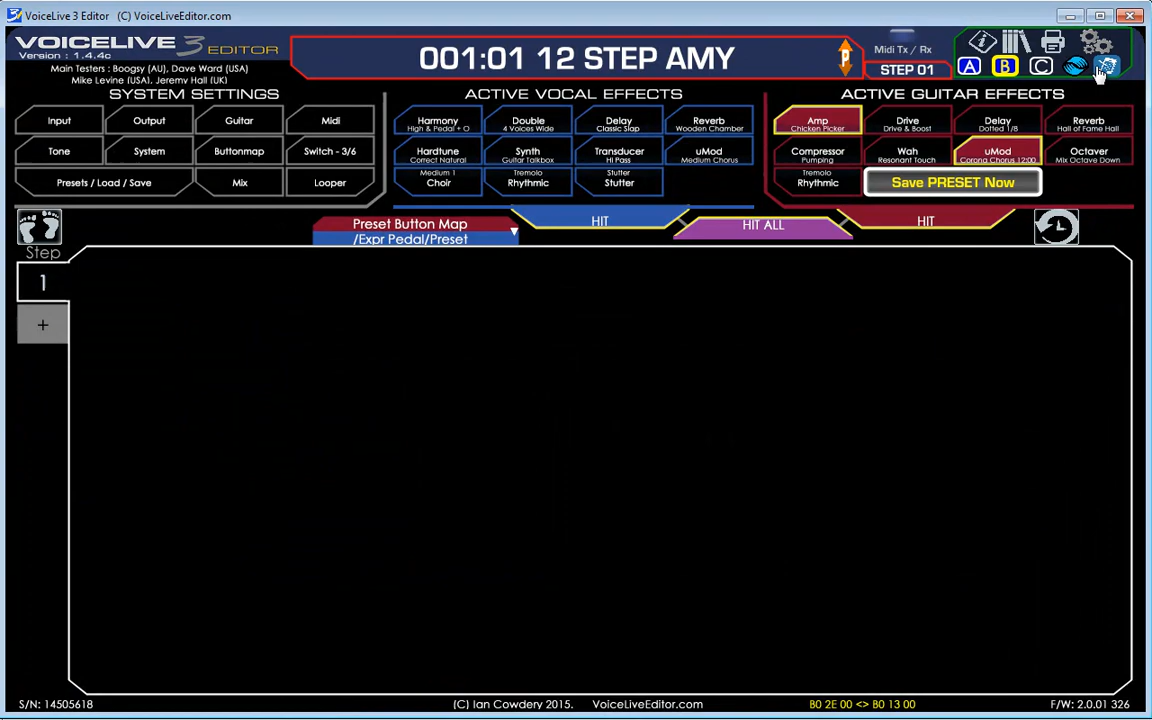 VoiceLive 3 Editor (C) VoiceLiveEditor.com
VOICELIVE 3 EDITOR
Version : 1.4.4c
Main Testers : Boogsy (AU), Dave Ward (USA)
Mike Levine (USA), Jeremy Hall (UK)
001:01 12 STEP AMY
P
Midi Tx / Rx
STEP 01
i
A B C
SYSTEM SETTINGS
Input Output Guitar Midi
Tone System Buttonmap Switch - 3/6
Presets / Load / Save Mix Looper
ACTIVE VOCAL EFFECTS
Harmony Double Delay Reverb
High & Pedal + O 4 Voices Wide Classic Slap Wooden Chamber
Hardtune Synth Transducer uMod
Correct Natural Guitar Talkbox Hi Pass Medium Chorus
Medium 1 Tremolo Stutter
Choir Rhythmic Stutter
ACTIVE GUITAR EFFECTS
Amp Drive Delay Reverb
Chicken Picker Drive & Boost Dotted 1/8 Hall of Fame Hall
Compressor Wah uMod Octaver
Pumping Resonant Touch Corona Chorus 12:00 Mix Octave Down
Tremolo
Rhythmic
Save PRESET Now
Preset Button Map
/Expr Pedal/Preset
HIT
HIT ALL
HIT
Step
1
+
S/N: 14505618
(C) Ian Cowdery 2015. VoiceLiveEditor.com
B0 2E 00 <> B0 13 00
F/W: 2.0.01 326